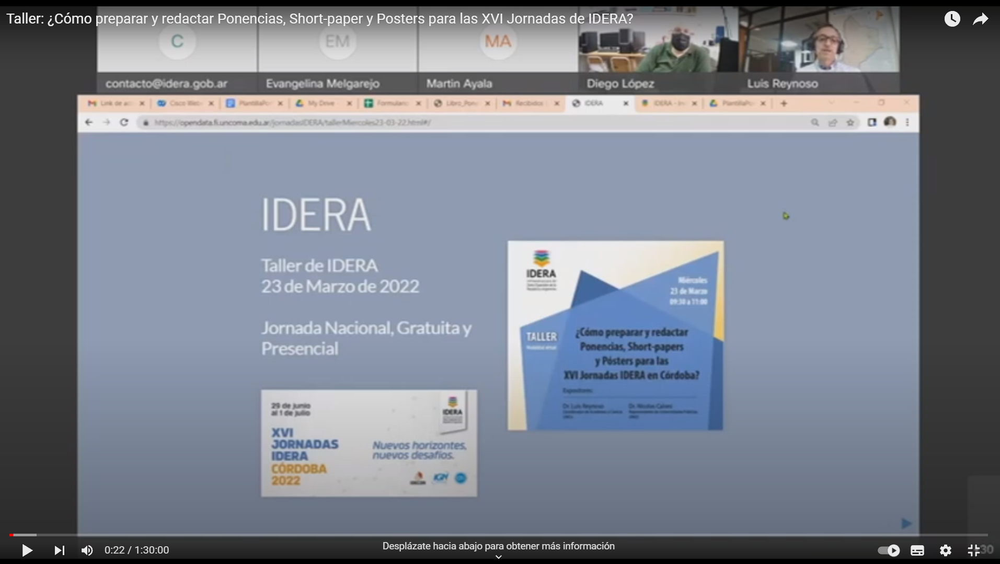 Taller: ¿Cómo preparar y redactar Ponencias, Short-paper y Posters para las XVI Jornadas de IDERA?
C
EM
MA
contacto@idera.gob.ar
Evangelina Melgarejo
Martin Ayala
Diego López
Luis Reynoso
Link de ac
Cisco Web
PlantillaPo
My Drive
Formulario
Libro_Pone
Recibidos
IDERA
IDERA - In
PlantillaPo
https://opendata.fi.uncoma.edu.ar/jornadasIDERA/tallerMiercoles23-03-22.html#/
IDERA
Taller de IDERA
23 de Marzo de 2022
Jornada Nacional, Gratuita y
Presencial
29 de junio
al 1 de julio
IDERA
XVI
JORNADAS
IDERA
CÓRDOBA
2022
Nuevos horizontes,
nuevos desafíos.
IGN
IDERA
Miércoles
23 de Marzo
09:30 a 11:00
TALLER
¿Cómo preparar y redactar
Ponencias, Short-papers
y Pósters para las
XVI Jornadas IDERA en Córdoba?
Expositores:
Dr. Luis Reynoso
0:22 / 1:30:00
Desplázate hacia abajo para obtener más información